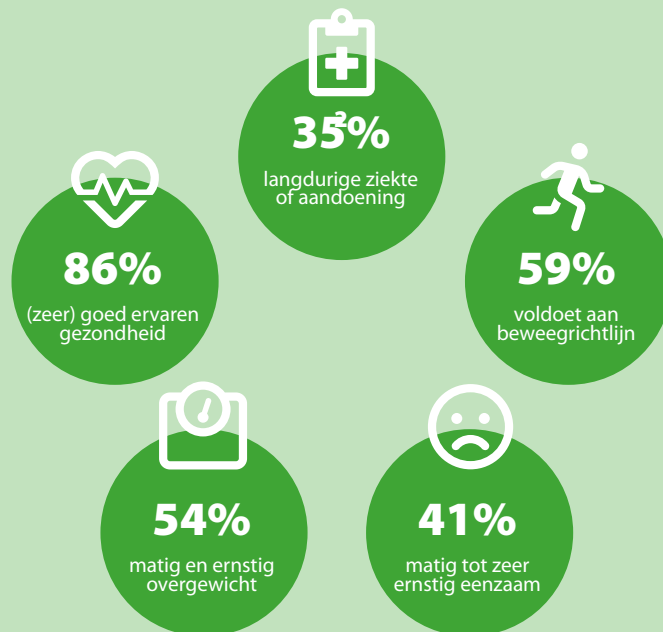 35²%
langdurige ziekte
of aandoening
86%
(zeer) goed ervaren
gezondheid
59%
voldoet aan
beweegrichtlijn
54%
matig en ernstig
overgewicht
41%
matig tot zeer
ernstig eenzaam